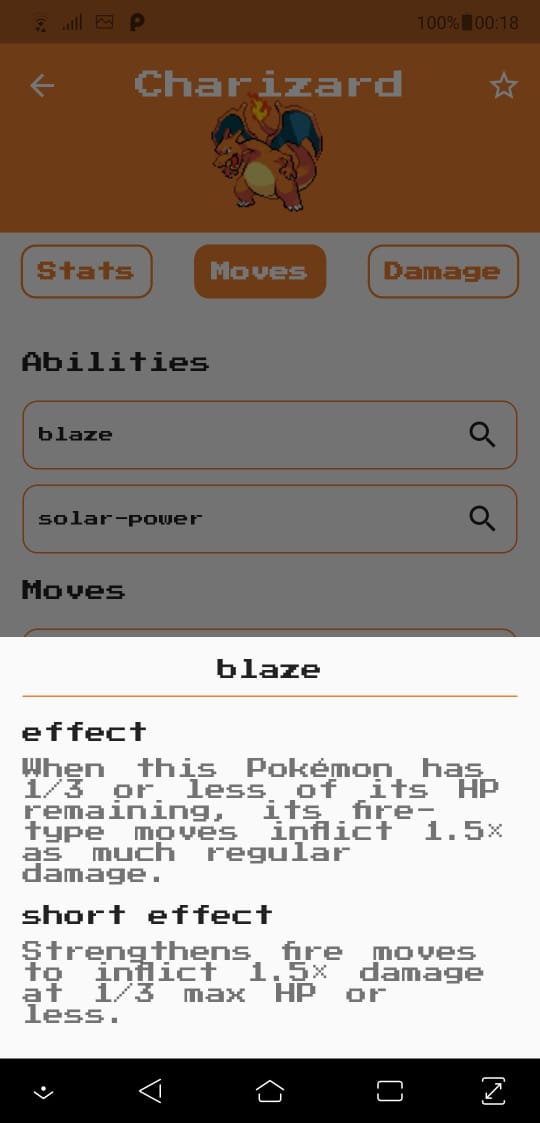 100% 00:18
Charizard
Stats Moves Damage
Abilities
blaze
solar-power
Moves
blaze
effect
When this Pokémon has
1/3 or less of its HP
remaining, its fire-
type moves inflict 1.5×
as much regular
damage.
short effect
Strengthens fire moves
to inflict 1.5× damage
at 1/3 max HP or
less.